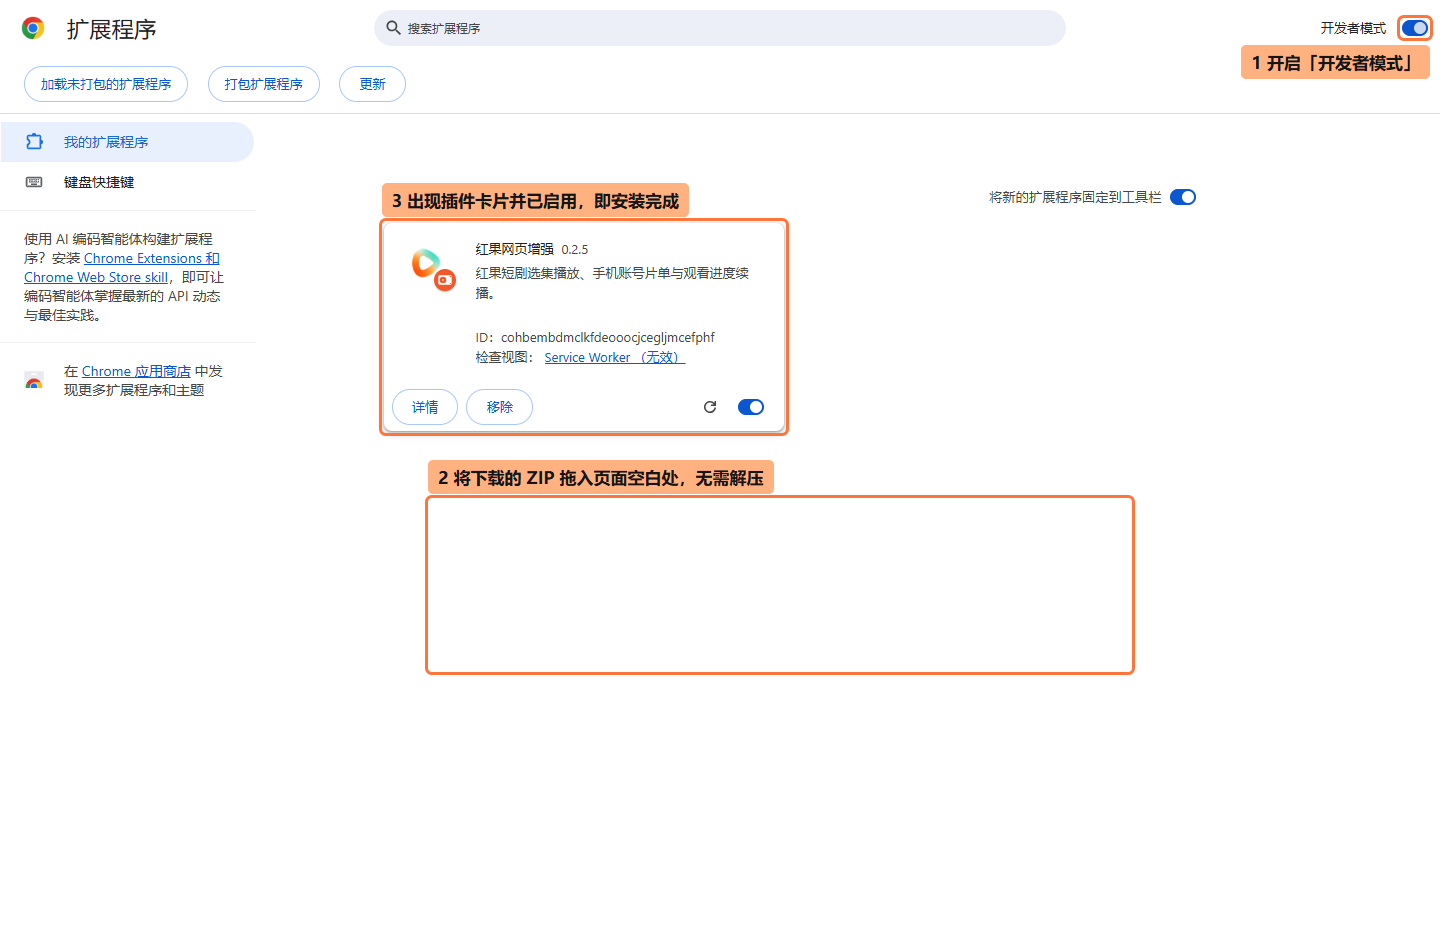 扩展程序
搜索扩展程序
开发者模式
1 开启「开发者模式」
加载未打包的扩展程序
打包扩展程序
更新
我的扩展程序
键盘快捷键
使用 AI 编码智能体构建扩展程
序？安装 Chrome Extensions 和
Chrome Web Store skill，即可让
编码智能体掌握最新的 API 动态
与最佳实践。
在 Chrome 应用商店 中发
现更多扩展程序和主题
3 出现插件卡片并已启用，即安装完成
将新的扩展程序固定到工具栏
红果网页增强 0.2.5
红果短剧选集播放、手机账号片单与观看进度续
播。
ID：cohbembdmclkfdeooocjcegljmcefphf
检查视图： Service Worker （无效）
详情
移除
2 将下载的 ZIP 拖入页面空白处，无需解压